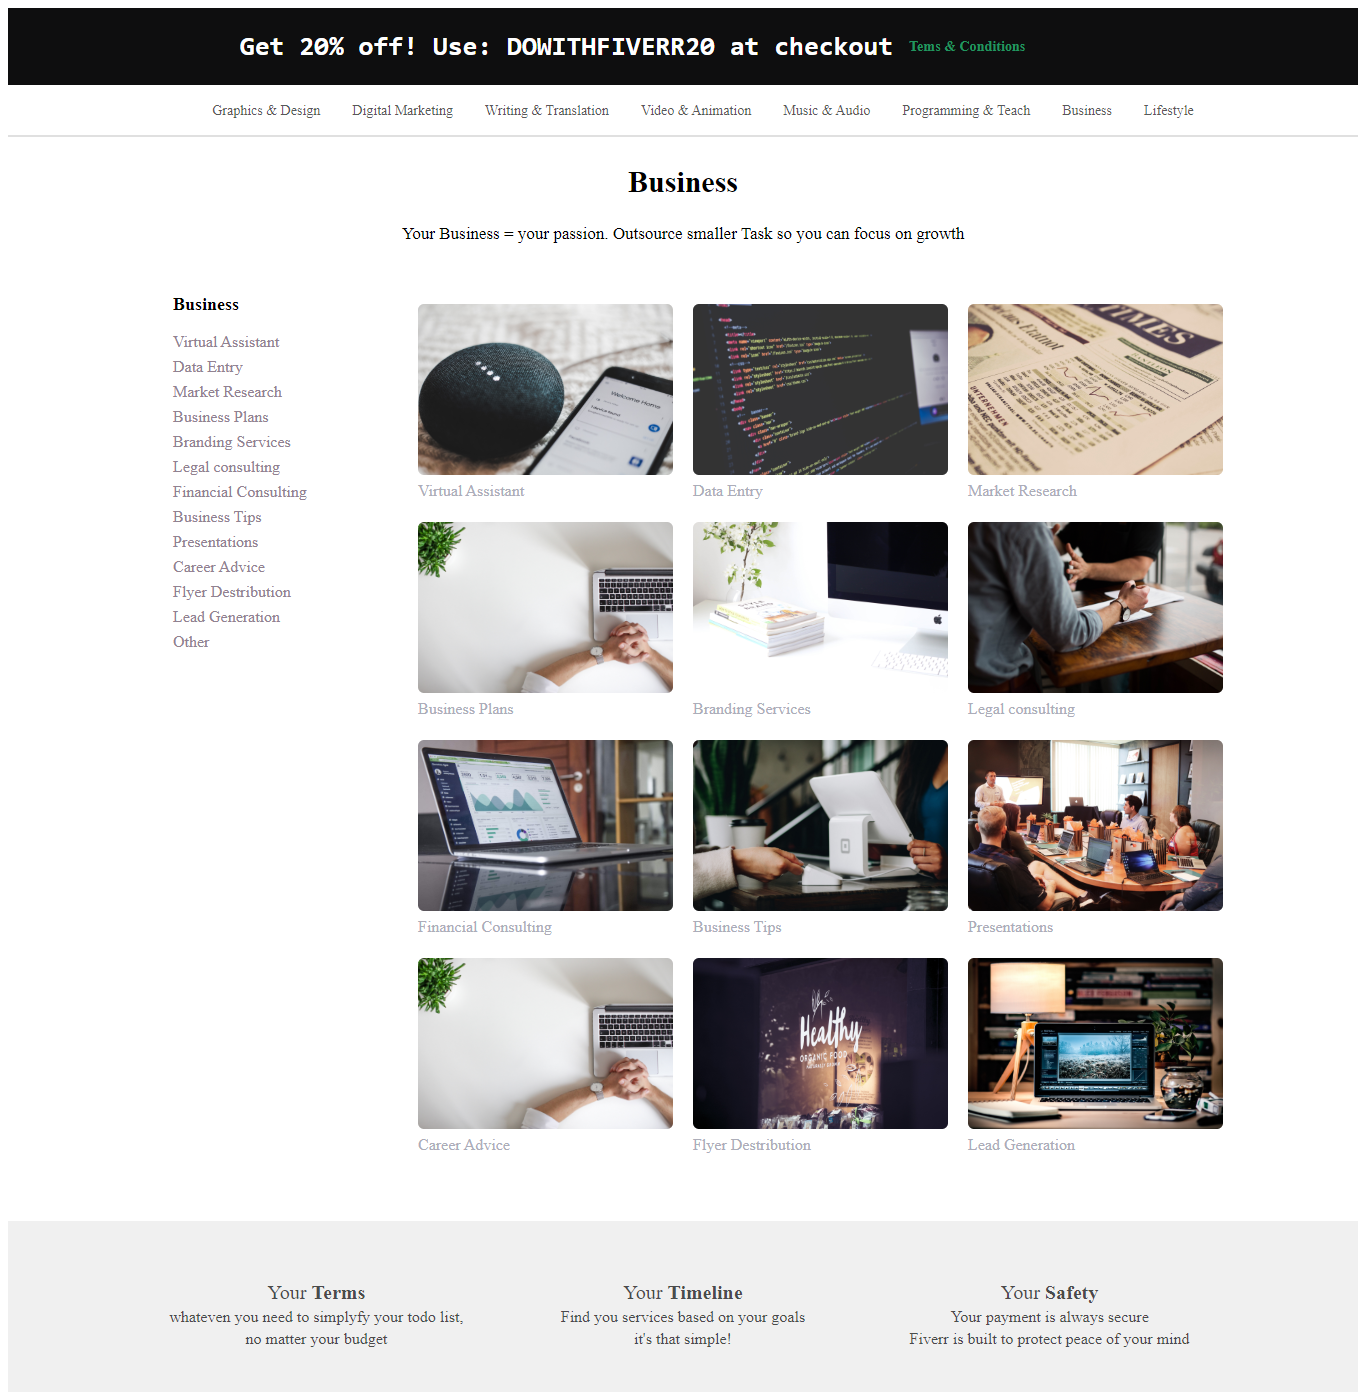 Get 20% off! Use: DOWITHFIVERR20 at checkout Tems & Conditions
Graphics & Design Digital Marketing Writing & Translation Video & Animation Music & Audio Programming & Teach Business Lifestyle
Business
Your Business = your passion. Outsource smaller Task so you can focus on growth
Business
Virtual Assistant
Data Entry
Market Research
Business Plans
Branding Services
Legal consulting
Financial Consulting
Business Tips
Presentations
Career Advice
Flyer Destribution
Lead Generation
Other
Welcome Home
TIMES
Virtual Assistant Data Entry Market Research
Business Plans Branding Services Legal consulting
Financial Consulting Business Tips Presentations
Healthy
ORGANIC FOOD
Career Advice Flyer Destribution Lead Generation
Your Terms
whateven you need to simplyfy your todo list,
no matter your budget
Your Timeline
Find you services based on your goals
it's that simple!
Your Safety
Your payment is always secure
Fiverr is built to protect peace of your mind